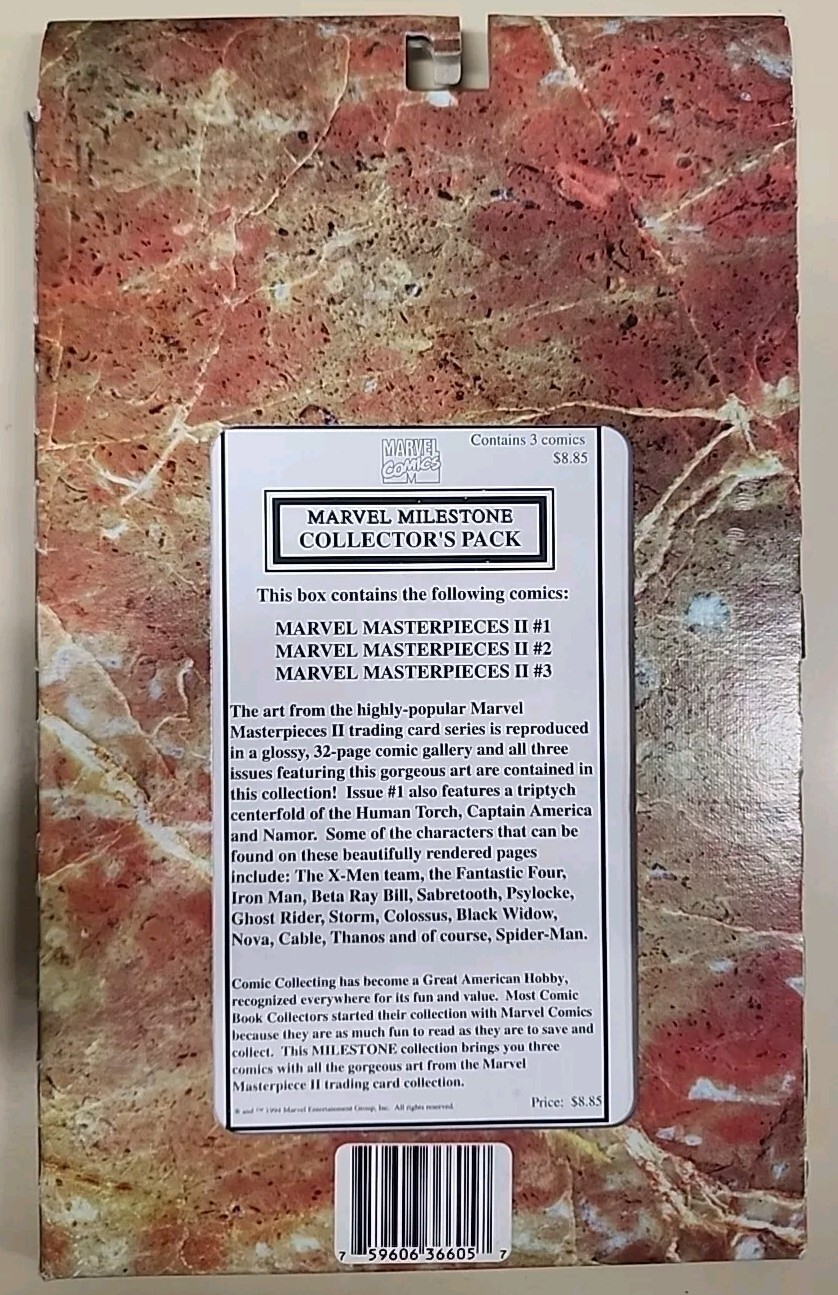 MARVEL
COMICS
M
Contains 3 comics
$8.85
MARVEL MILESTONE
COLLECTOR'S PACK
This box contains the following comics:
MARVEL MASTERPIECES II #1
MARVEL MASTERPIECES II #2
MARVEL MASTERPIECES II #3
The art from the highly-popular Marvel
Masterpieces II trading card series is reproduced
in a glossy, 32-page comic gallery and all three
issues featuring this gorgeous art are contained in
this collection! Issue #1 also features a triptych
centerfold of the Human Torch, Captain America
and Namor. Some of the characters that can be
found on these beautifully rendered pages
include: The X-Men team, the Fantastic Four,
Iron Man, Beta Ray Bill, Sabretooth, Psylocke,
Ghost Rider, Storm, Colossus, Black Widow,
Nova, Cable, Thanos and of course, Spider-Man.
Comic Collecting has become a Great American Hobby,
recognized everywhere for its fun and value. Most Comic
Book Collectors started their collection with Marvel Comics
because they are as much fun to read as they are to save and
collect. This MILESTONE collection brings you three
comics with all the gorgeous art from the Marvel
Masterpiece II trading card collection.
® and ™ 1994 Marvel Entertainment Group, Inc. All rights reserved.
Price: $8.85
7 59606 36605 7